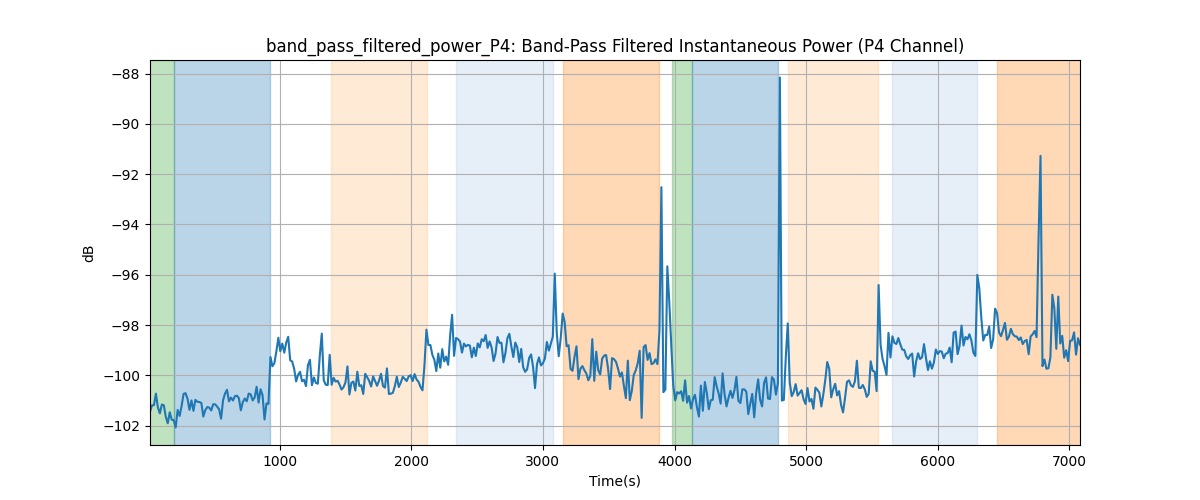 band_pass_filtered_power_P4: Band-Pass Filtered Instantaneous Power (P4 Channel)
−88
−90
−92
−94
−96
−98
−100
−102
dB
1000 2000 3000 4000 5000 6000 7000
Time(s)